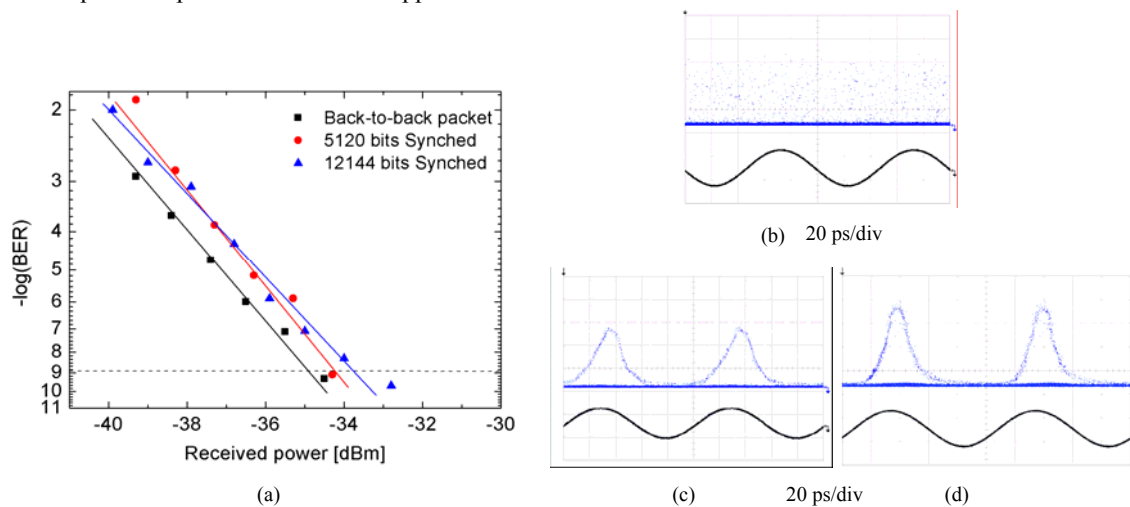 2
3
4
5
6
7
8
9
10
11
-log(BER)
Back-to-back packet
5120 bits Synched
12144 bits Synched
-40
-38
-36
-34
-32
-30
Received power [dBm]
(a)
(b) 20 ps/div
(c) 20 ps/div (d)